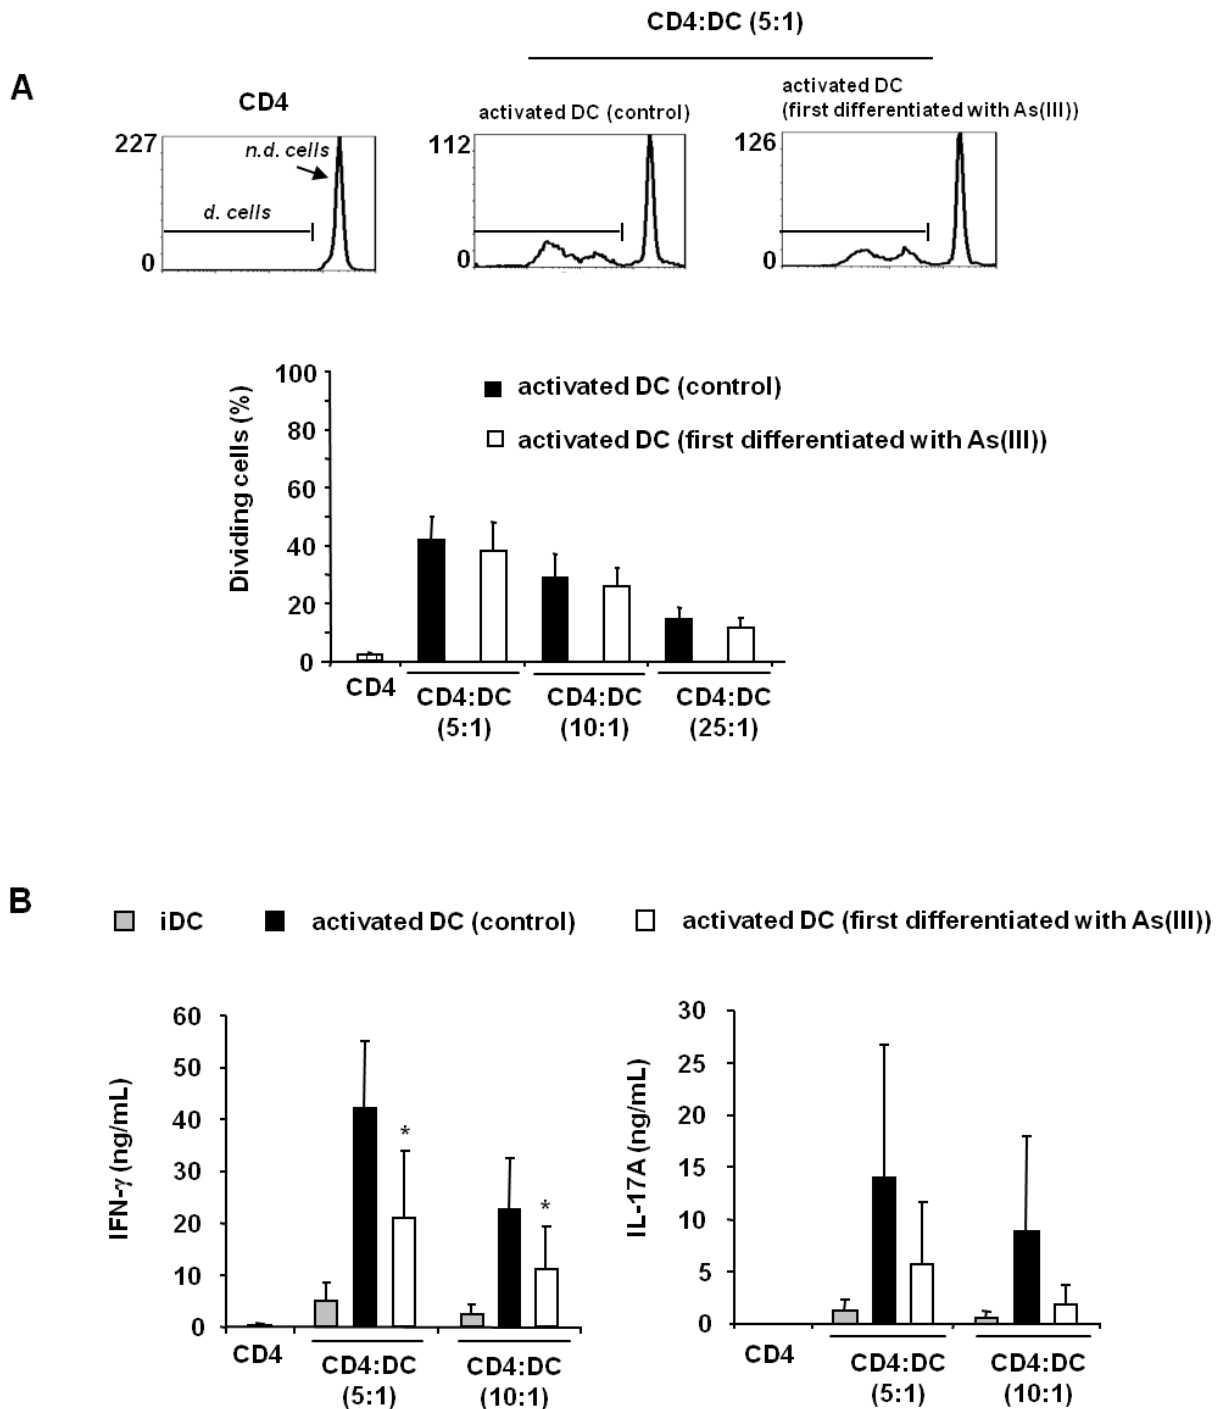 CD4:DC (5:1)
A
CD4
activated DC (control)
activated DC
(first differentiated with As(III))
227
n.d. cells
d. cells
0
112
0
126
0
100
80
60
40
20
0
Dividing cells (%)
activated DC (control)
activated DC (first differentiated with As(III))
CD4
CD4:DC
(5:1)
CD4:DC
(10:1)
CD4:DC
(25:1)
B
iDC
activated DC (control)
activated DC (first differentiated with As(III))
60
50
40
30
20
10
0
IFN-γ (ng/mL)
*
*
CD4
CD4:DC
(5:1)
CD4:DC
(10:1)
30
25
20
15
10
5
0
IL-17A (ng/mL)
CD4
CD4:DC
(5:1)
CD4:DC
(10:1)